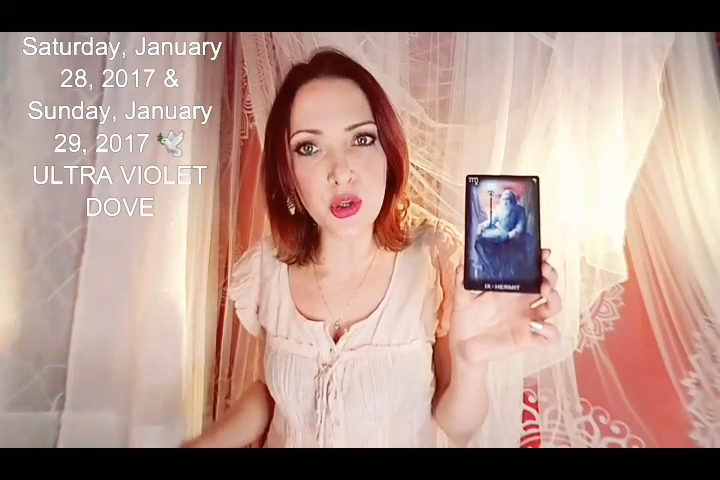 Saturday, January
28, 2017 &
Sunday, January
29, 2017 🕊
ULTRA VIOLET
DOVE
IX · HERMIT